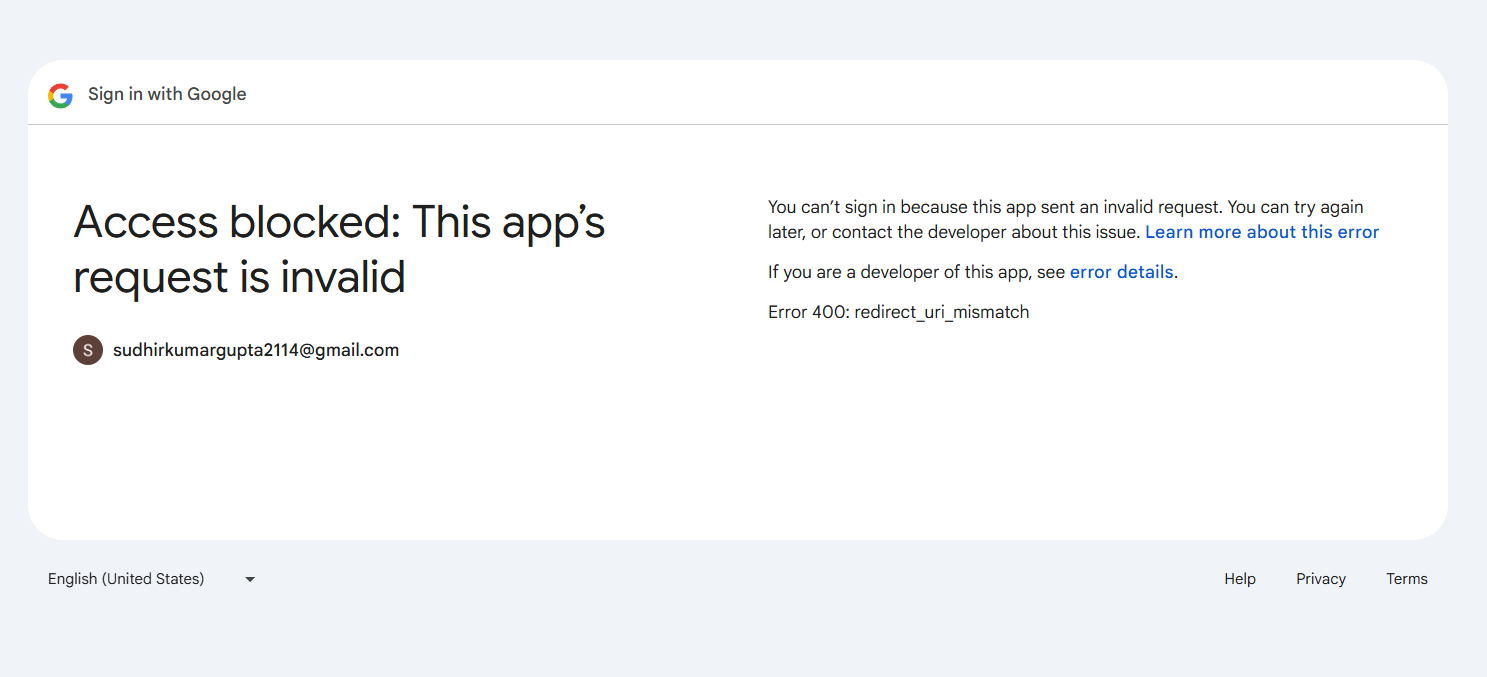 Sign in with Google
Access blocked: This app’s
request is invalid
sudhirkumargupta2114@gmail.com
You can’t sign in because this app sent an invalid request. You can try again
later, or contact the developer about this issue. Learn more about this error
If you are a developer of this app, see error details.
Error 400: redirect_uri_mismatch
S
English (United States)
Help
Privacy
Terms